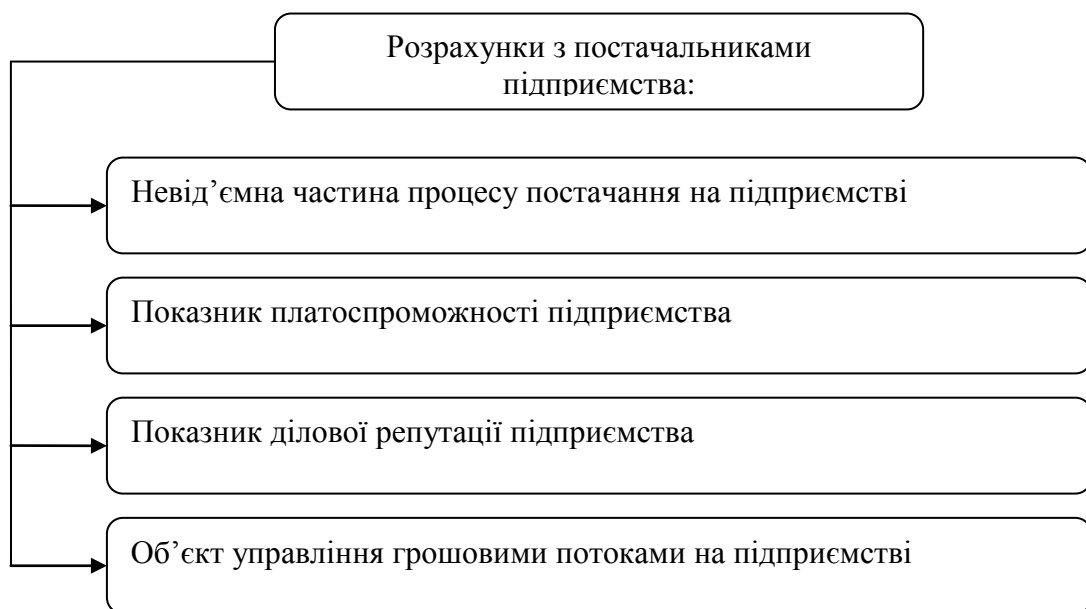 Розрахунки з постачальниками
підприємства:
Невід’ємна частина процесу постачання на підприємстві
Показник платоспроможності підприємства
Показник ділової репутації підприємства
Об’єкт управління грошовими потоками на підприємстві